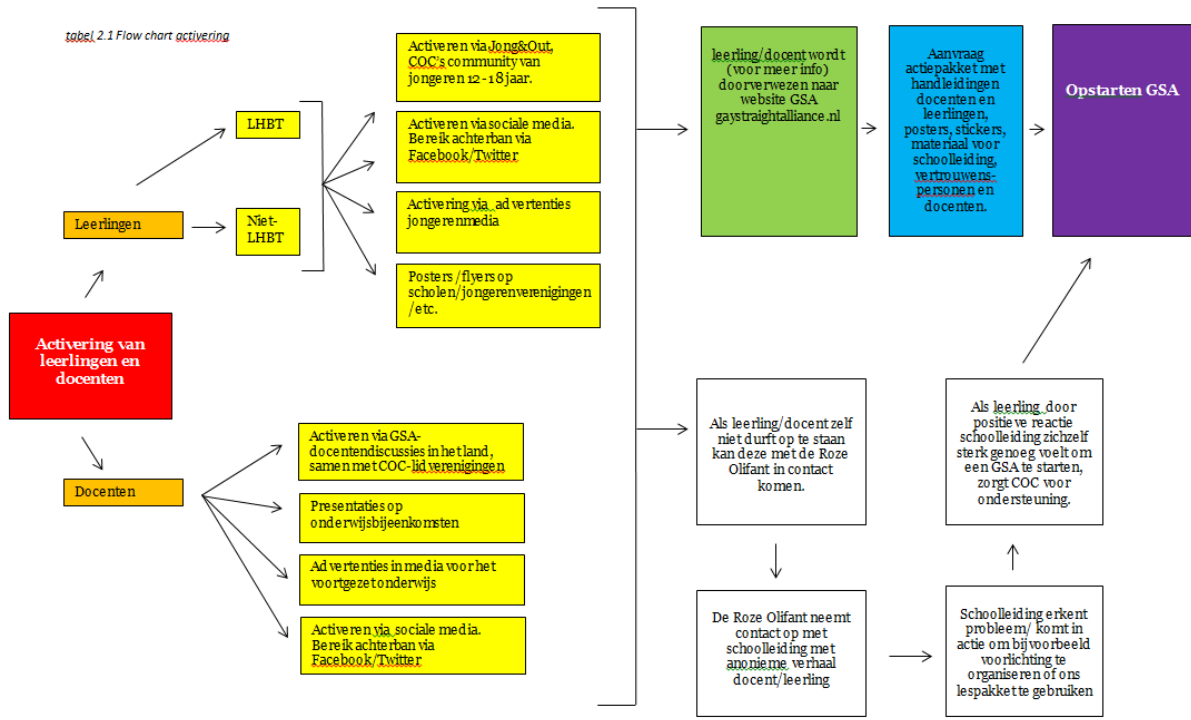 tabel 2.1 Flow chart activering
Activering van
leerlingen en
docenten
Leerlingen
LHBT
Niet-
LHBT
Activeren via Jong&Out,
COC's community van
jongeren 12-18 jaar.
Activeren via sociale media.
Bereik achterban via
Facebook/Twitter
Activering via advertenties
jongerenmedia
Posters/flyers op
scholen/jongerenverenigingen
/etc.
Docenten
Activeren via GSA-
docentendiscussies in het land,
samen met COC-lidverenigingen
Presentaties op
onderwijsbijeenkomsten
Advertenties in media voor het
voortgezet onderwijs
Activeren via sociale media.
Bereik achterban via
Facebook/Twitter
leerling/docent wordt
(voor meer info)
doorverwezen naar
website GSA
gaystraightalliance.nl
Aanvraag
actiepakket met
handleidingen
docenten en
leerlingen,
posters, stickers,
materiaal voor
schoolleiding,
vertrouwens-
personen en
docenten.
Opstarten GSA
Als leerling/docent zelf
niet durft op te staan
kan deze met de Roze
Olifant in contact
komen.
De Roze Olifant neemt
contact op met
schoolleiding met
anonieme verhaal
docent/leerling
Schoolleiding erkent
probleem/ komt in
actie om bijvoorbeeld
voorlichting te
organiseren of ons
lespakket te gebruiken
Als leerling door
positieve reactie
schoolleiding zichzelf
sterk genoeg voelt om
een GSA te starten,
zorgt COC voor
ondersteuning.